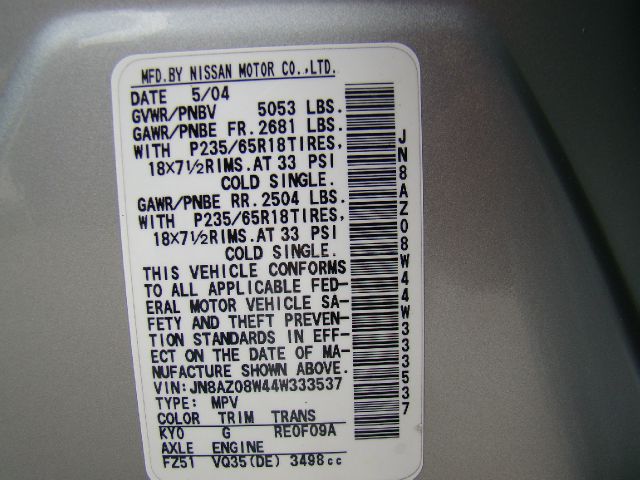 MFD.BY NISSAN MOTOR CO.,LTD.
DATE 5/04
GVWR/PNBV 5053 LBS.
GAWR/PNBE FR. 2681 LBS.
WITH P235/65R18TIRES,
18X7½RIMS.AT 33 PSI
COLD SINGLE.
GAWR/PNBE RR. 2504 LBS.
WITH P235/65R18TIRES,
18X7½RIMS.AT 33 PSI
COLD SINGLE.
THIS VEHICLE CONFORMS
TO ALL APPLICABLE FED-
ERAL MOTOR VEHICLE SA-
FETY AND THEFT PREVEN-
TION STANDARDS IN EFF-
ECT ON THE DATE OF MA-
NUFACTURE SHOWN ABOVE.
VIN:JN8AZ08W44W333537
TYPE: MPV
COLOR TRIM TRANS
KY0 G RE0F09A
AXLE ENGINE
FZ51 VQ35(DE) 3498cc
JN8AZ08W44W333537